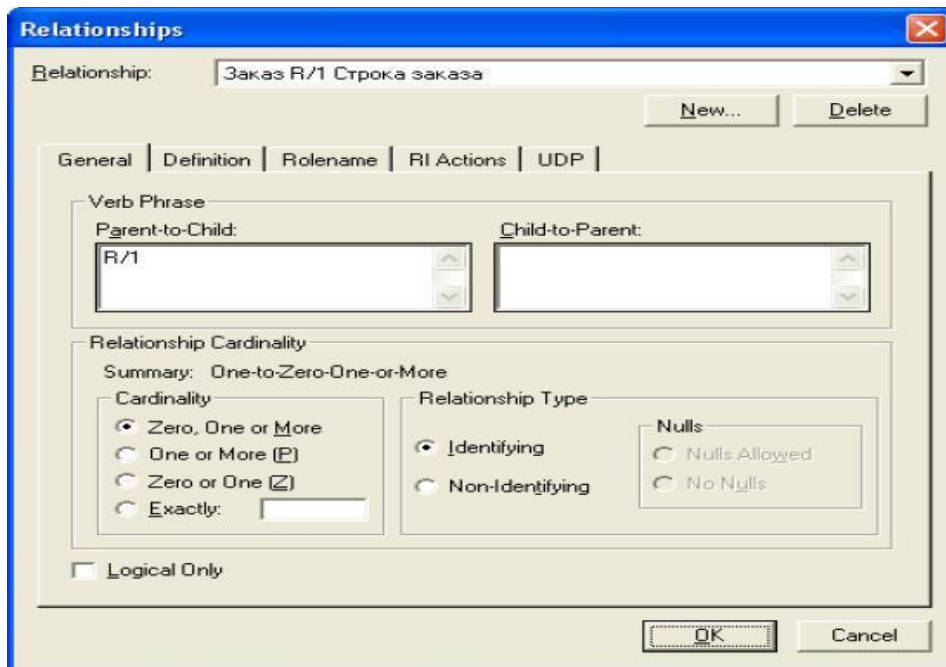 Relationships
Relationship: Заказ R/1 Строка заказа
New... Delete
General Definition Rolename RI Actions UDP
Verb Phrase
Parent-to-Child: Child-to-Parent:
R/1
Relationship Cardinality
Summary: One-to-Zero-One-or-More
Cardinality Relationship Type
Nulls
Zero, One or More
Identifying Nulls Allowed
One or More (P)
Zero or One (Z) Non-Identifying No Nulls
Exactly:
Logical Only
OK Cancel